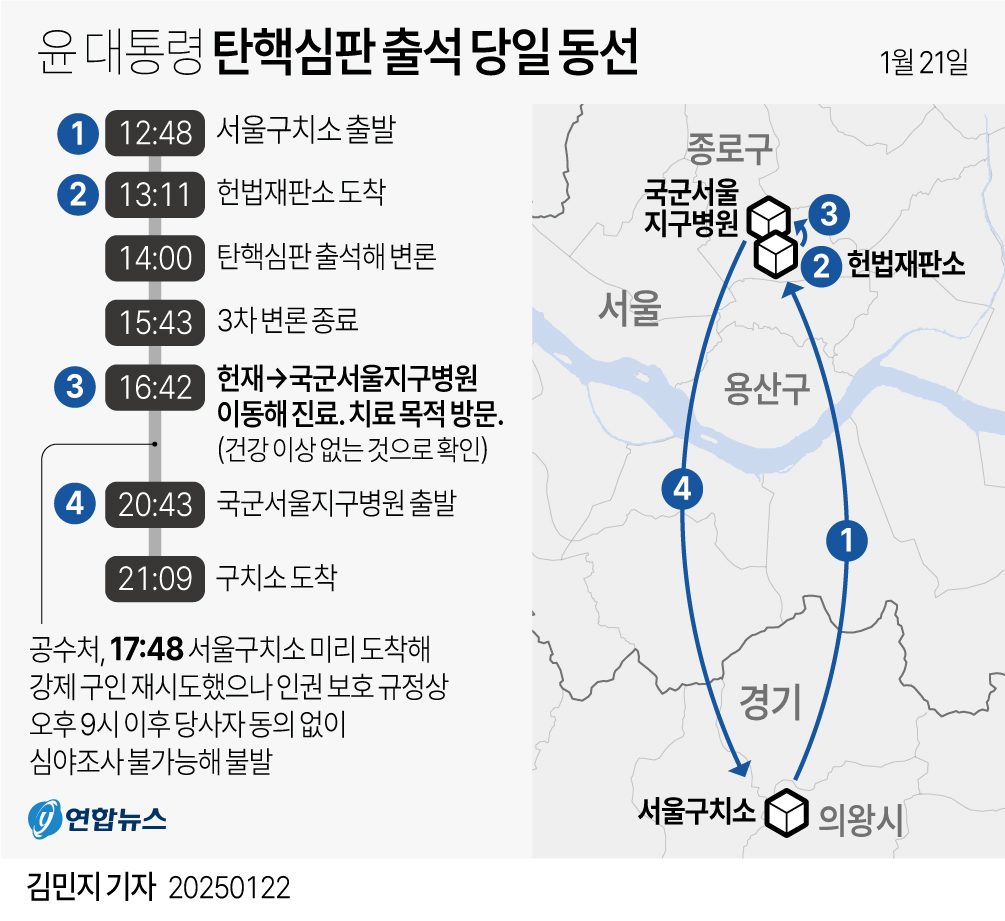 윤 대통령 탄핵심판 출석 당일 동선
1월 21일
1 12:48 서울구치소 출발
2 13:11 헌법재판소 도착
14:00 탄핵심판 출석해 변론
15:43 3차 변론 종료
3 16:42 헌재→국군서울지구병원
이동해 진료. 치료 목적 방문.
(건강 이상 없는 것으로 확인)
4 20:43 국군서울지구병원 출발
21:09 구치소 도착
공수처, 17:48 서울구치소 미리 도착해
강제 구인 재시도했으나 인권 보호 규정상
오후 9시 이후 당사자 동의 없이
심야조사 불가능해 불발
연합뉴스
종로구
국군서울
지구병원
3
2 헌법재판소
서울
용산구
4
1
경기
서울구치소
의왕시
김민지 기자 20250122